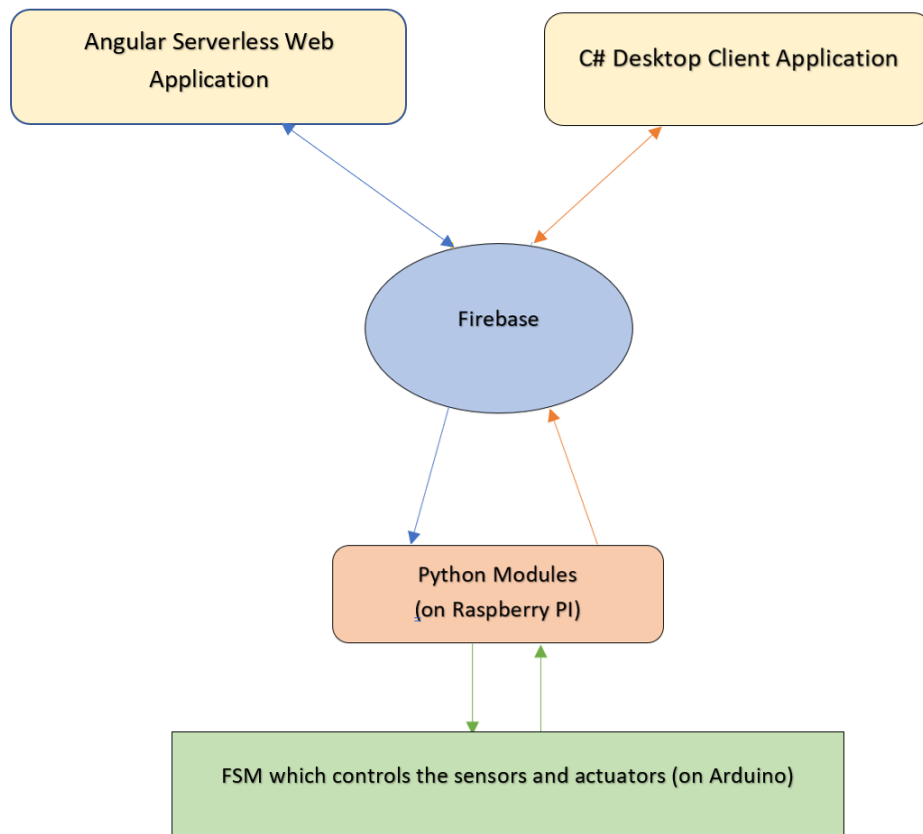 Angular Serverless Web
Application
C# Desktop Client Application
Firebase
Python Modules
(on Raspberry PI)
FSM which controls the sensors and actuators (on Arduino)